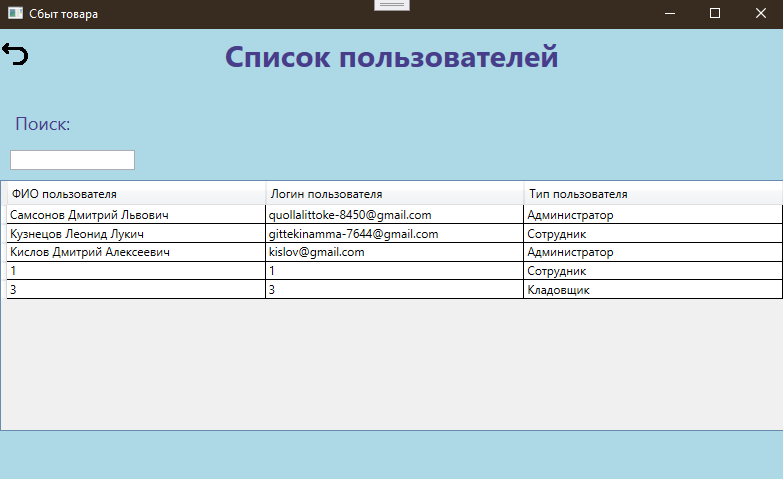 Сбыт товара
Список пользователей
Поиск:
ФИО пользователя Логин пользователя Тип пользователя
Самсонов Дмитрий Львович quollalittoke-8450@gmail.com Администратор
Кузнецов Леонид Лукич gittekinamma-7644@gmail.com Сотрудник
Кислов Дмитрий Алексеевич kislov@gmail.com Администратор
1 1 Сотрудник
3 3 Кладовщик